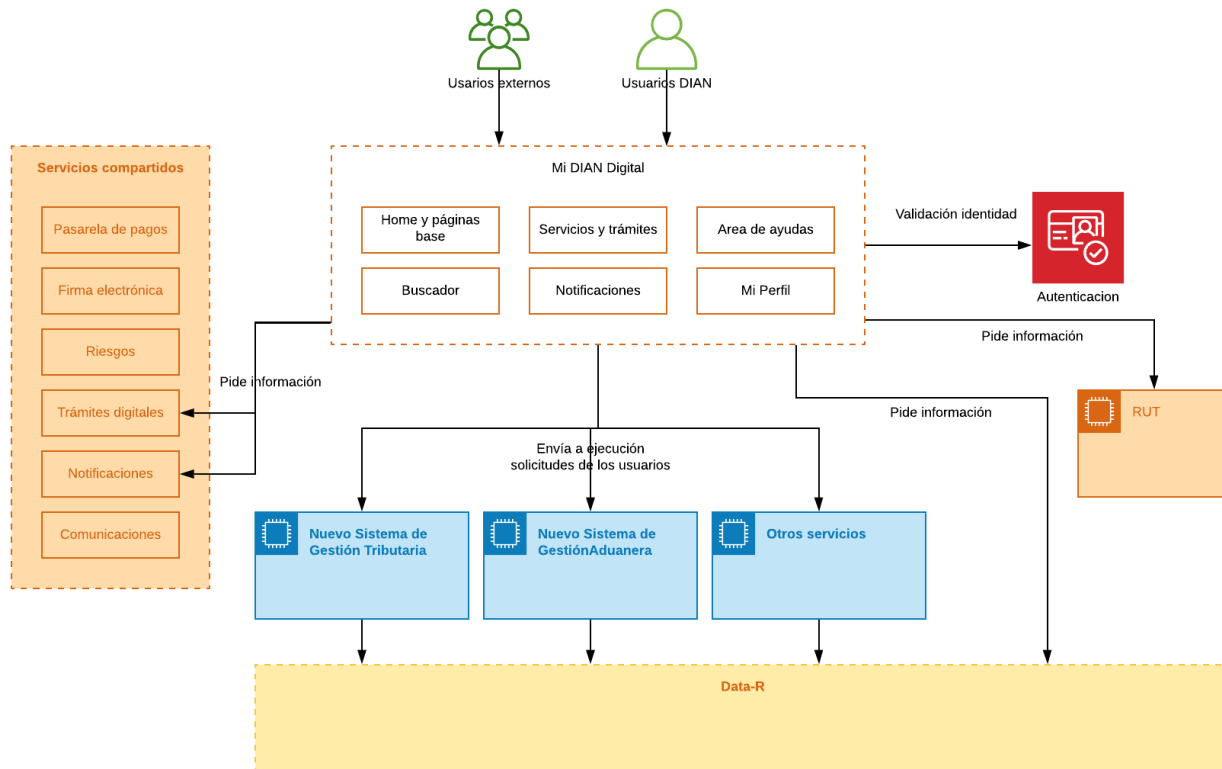 Usarios externos
Usuarios DIAN
Servicios compartidos
Pasarela de pagos
Firma electrónica
Riesgos
Trámites digitales
Notificaciones
Comunicaciones
Mi DIAN Digital
Home y páginas
base
Servicios y trámites
Area de ayudas
Buscador
Notificaciones
Mi Perfil
Validación identidad
Autenticacion
Pide información
Pide información
Pide información
RUT
Envía a ejecución
solicitudes de los usuarios
Nuevo Sistema de
Gestión Tributaria
Nuevo Sistema de
GestiónAduanera
Otros servicios
Data-R